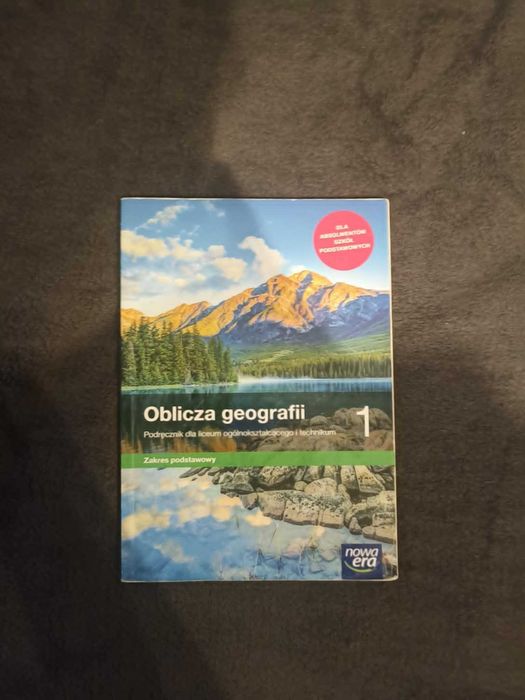 DLA
ABSOLWENTÓW
SZKÓŁ
PODSTAWOWYCH
Oblicza geografii 1
Podręcznik dla liceum ogólnokształcącego i technikum
Zakres podstawowy
nowa
era